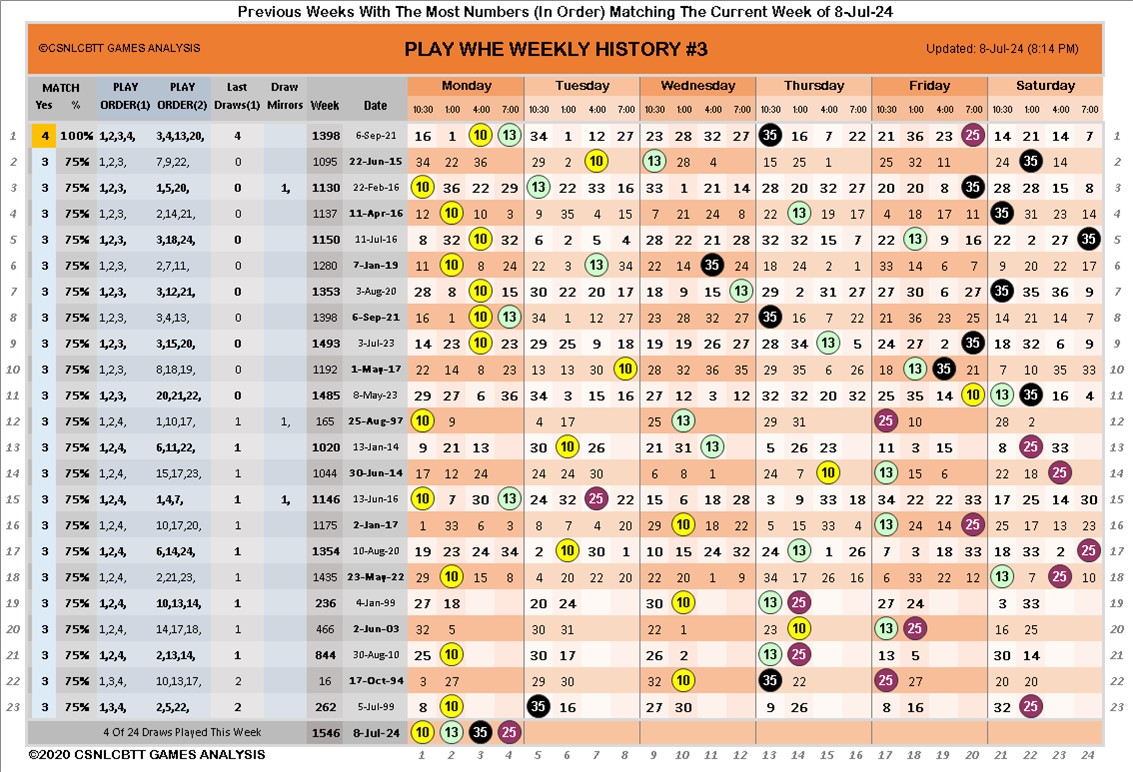 Previous Weeks With The Most Numbers (In Order) Matching The Current Week of 8-Jul-24
©CSNLCBTT GAMES ANALYSIS PLAY WHE WEEKLY HISTORY #3 Updated: 8-Jul-24 (8:14 PM)
MATCH PLAY PLAY Last Draw Monday Tuesday Wednesday Thursday Friday Saturday
Yes % ORDER(1) ORDER(2) Draws(1) Mirrors Week Date 10:30 1:00 4:00 7:00 10:30 1:00 4:00 7:00 10:30 1:00 4:00 7:00 10:30 1:00 4:00 7:00 10:30 1:00 4:00 7:00 10:30 1:00 4:00 7:00
1 4 100% 1,2,3,4, 3,4,13,20, 4 1398 6-Sep-21 16 1 10 13 34 1 12 27 23 28 32 27 35 16 7 22 21 36 23 25 14 21 14 7 1
2 3 75% 1,2,3, 7,9,22, 0 1095 22-Jun-15 34 22 36 29 2 10 13 28 4 15 25 1 25 32 11 24 35 14 2
3 3 75% 1,2,3, 1,5,20, 0 1, 1130 22-Feb-16 10 36 22 29 13 22 33 16 33 1 21 14 28 20 32 27 20 20 8 35 28 28 15 8 3
4 3 75% 1,2,3, 2,14,21, 0 1137 11-Apr-16 12 10 10 3 9 35 4 15 7 21 24 8 22 13 19 17 4 18 17 11 35 31 23 14 4
5 3 75% 1,2,3, 3,18,24, 0 1150 11-Jul-16 8 32 10 32 6 2 5 4 28 22 21 28 32 32 15 7 22 13 9 16 22 2 27 35 5
6 3 75% 1,2,3, 2,7,11, 0 1280 7-Jan-19 11 10 8 24 22 3 13 34 22 14 35 24 18 24 2 1 33 14 6 7 9 20 22 17 6
7 3 75% 1,2,3, 3,12,21, 0 1353 3-Aug-20 28 8 10 15 30 22 20 17 18 9 15 13 29 2 31 27 27 30 6 27 35 35 36 9 7
8 3 75% 1,2,3, 3,4,13, 0 1398 6-Sep-21 16 1 10 13 34 1 12 27 23 28 32 27 35 16 7 22 21 36 23 25 14 21 14 7 8
9 3 75% 1,2,3, 3,15,20, 0 1493 3-Jul-23 14 23 10 23 29 25 9 18 19 19 26 27 28 34 13 5 24 27 2 35 18 32 6 9 9
10 3 75% 1,2,3, 8,18,19, 0 1192 1-May-17 22 14 8 23 13 13 30 10 28 32 36 35 29 35 6 26 18 13 35 21 7 10 35 33 10
11 3 75% 1,2,3, 20,21,22, 0 1485 8-May-23 29 27 6 36 34 3 15 16 27 12 3 12 32 32 20 32 25 35 14 10 13 35 16 4 11
12 3 75% 1,2,4, 1,10,17, 1 1, 165 25-Aug-97 10 9 4 17 25 13 29 31 25 10 28 2 12
13 3 75% 1,2,4, 6,11,22, 1 1020 13-Jan-14 9 21 13 30 10 26 21 31 13 5 26 23 11 3 15 8 25 33 13
14 3 75% 1,2,4, 15,17,23, 1 1044 30-Jun-14 17 12 24 24 24 30 6 8 1 24 15 10 13 15 6 22 18 25 14
15 3 75% 1,2,4, 1,4,7, 1 1, 1146 13-Jun-16 10 7 30 13 24 32 25 22 15 6 18 28 3 9 33 18 34 22 22 33 17 25 14 30 15
16 3 75% 1,2,4, 10,17,20, 1 1175 2-Jan-17 1 33 6 3 8 7 4 20 29 10 18 22 5 15 33 4 13 24 14 25 25 17 13 23 16
17 3 75% 1,2,4, 6,14,24, 1 1354 10-Aug-20 19 23 24 34 2 10 30 1 10 15 24 32 24 13 1 26 7 3 18 33 18 33 2 25 17
18 3 75% 1,2,4, 2,21,23, 1 1435 23-May-22 29 10 15 8 4 20 22 20 22 20 1 9 34 17 26 18 6 33 22 12 13 7 25 10 18
19 3 75% 1,2,4, 10,13,14, 1 236 4-Jan-99 27 18 20 24 30 10 13 25 27 24 3 33 19
20 3 75% 1,2,4, 14,17,18, 1 466 2-Jun-03 32 5 30 31 22 1 23 10 13 25 16 25 20
21 3 75% 1,2,4, 2,13,14, 1 844 30-Aug-10 25 10 30 17 26 2 13 25 13 5 30 14 21
22 3 75% 1,3,4, 10,13,17, 2 16 17-Oct-94 3 27 29 30 32 10 35 22 25 27 20 20 22
23 3 75% 1,3,4, 2,5,22, 2 262 5-Jul-99 8 10 35 16 27 30 9 26 8 16 32 25 23
4 Of 24 Draws Played This Week 1546 8-Jul-24 10 13 35 25
©2020 CSNLCBTT GAMES ANALYSIS 1 2 3 4 5 6 7 8 9 10 11 12 13 14 15 16 17 18 19 20 21 22 23 24